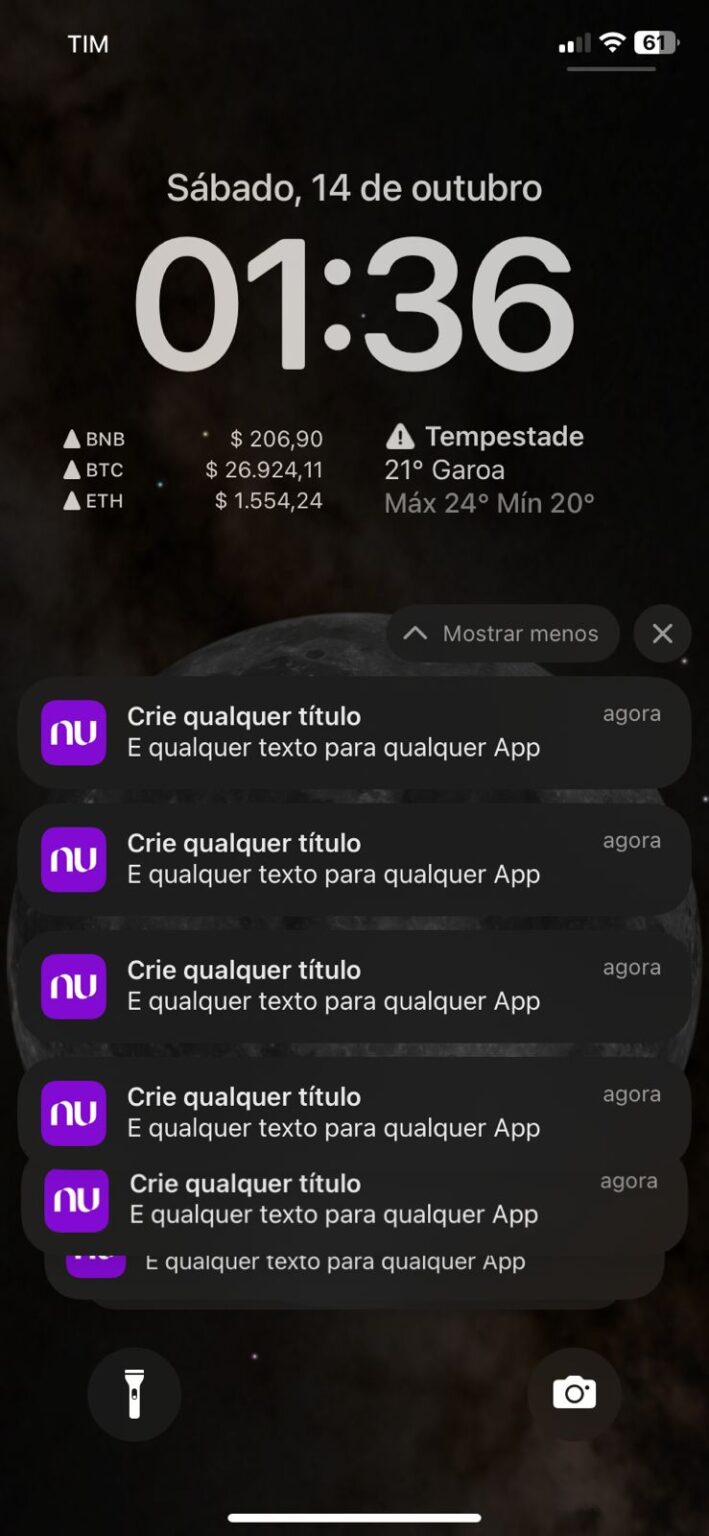 TIM
61
Sábado, 14 de outubro
01:36
BNB $ 206,90
BTC $ 26.924,11
ETH $ 1.554,24
Tempestade
21° Garoa
Máx 24° Mín 20°
Mostrar menos
nu
Crie qualquer título agora
E qualquer texto para qualquer App
nu
Crie qualquer título agora
E qualquer texto para qualquer App
nu
Crie qualquer título agora
E qualquer texto para qualquer App
nu
Crie qualquer título agora
E qualquer texto para qualquer App
nu
Crie qualquer título agora
E qualquer texto para qualquer App
E qualquer texto para qualquer App